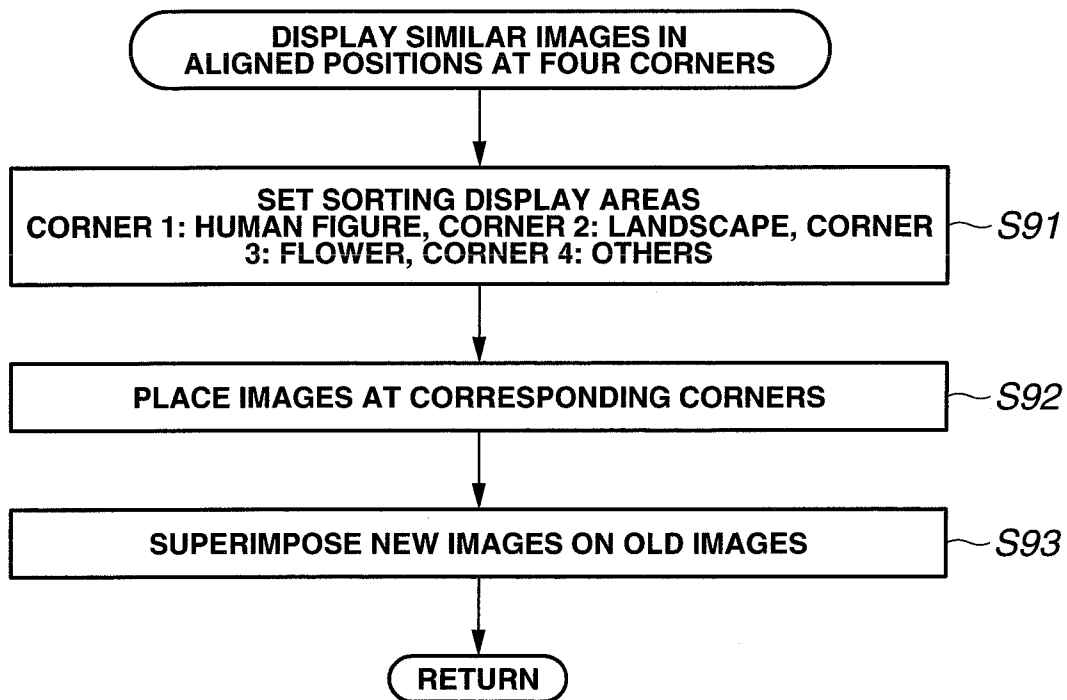 DISPLAY SIMILAR IMAGES IN
ALIGNED POSITIONS AT FOUR CORNERS
SET SORTING DISPLAY AREAS
CORNER 1: HUMAN FIGURE, CORNER 2: LANDSCAPE, CORNER
3: FLOWER, CORNER 4: OTHERS
S91
PLACE IMAGES AT CORRESPONDING CORNERS
S92
SUPERIMPOSE NEW IMAGES ON OLD IMAGES
S93
RETURN